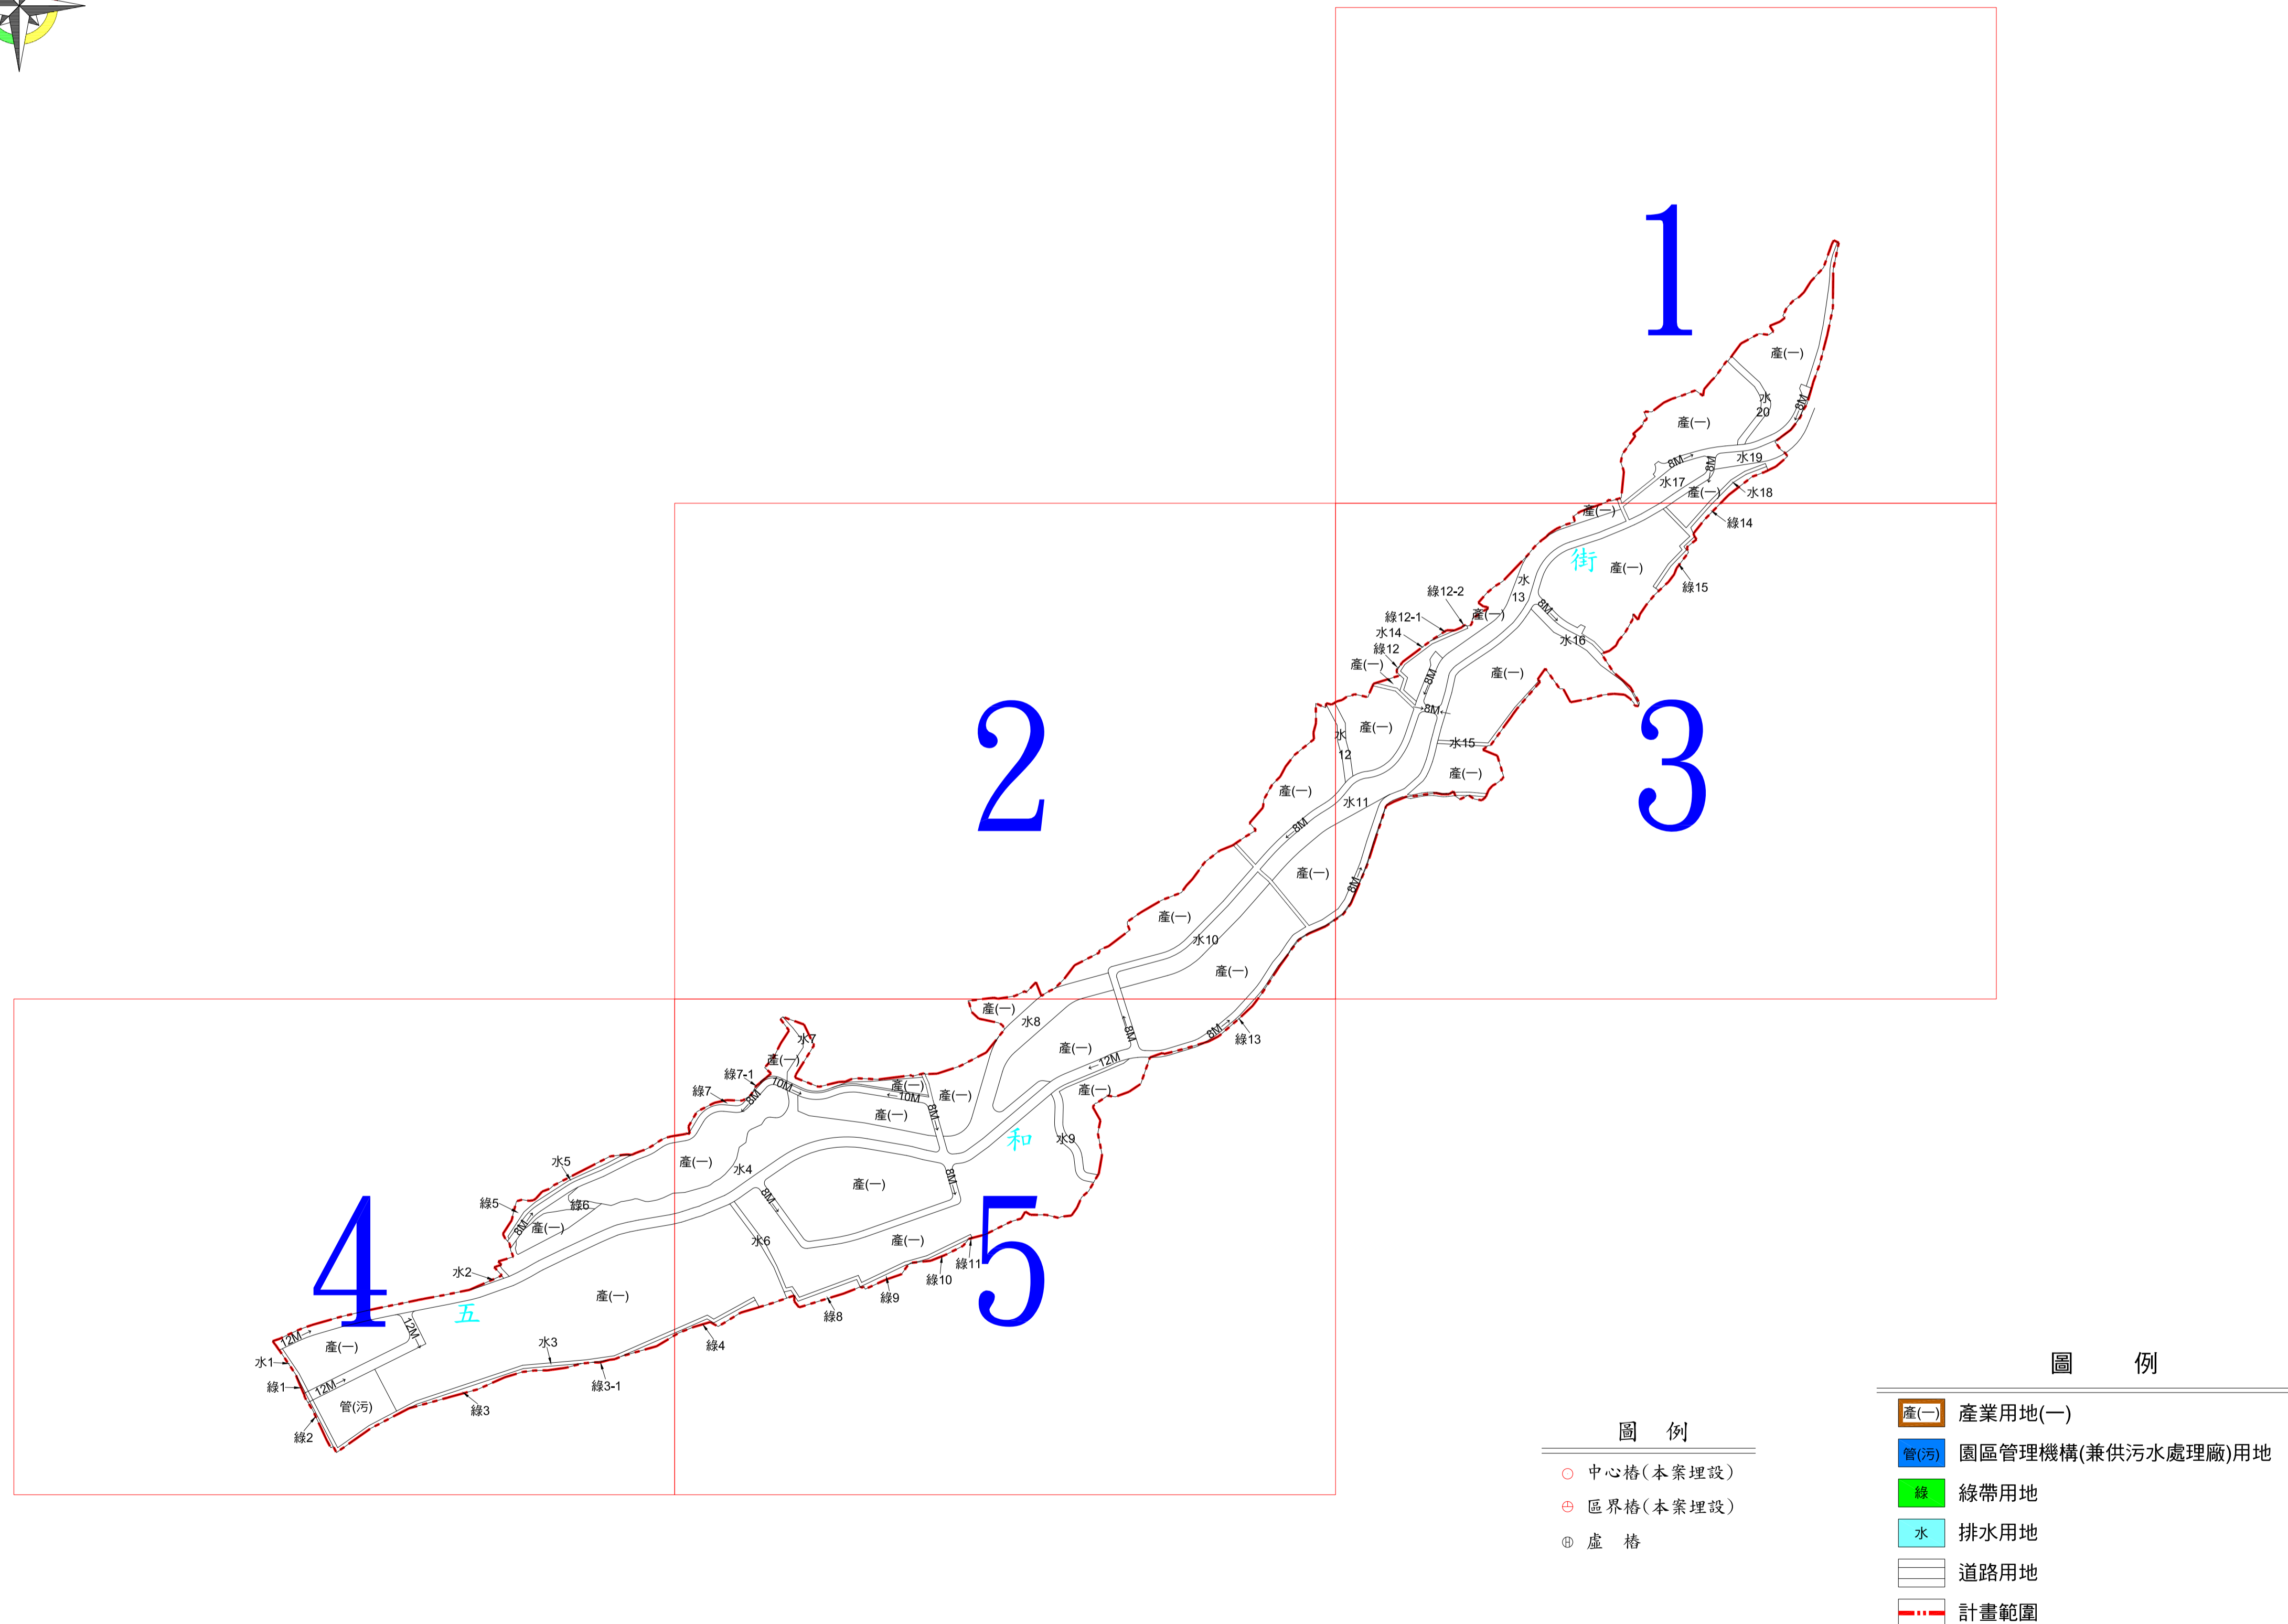 1
產(一)
水
20
8M
產(一)
8M
8M
水19
水17
產(一)
水18
綠14
產(一)
街
產(一)
綠15
水
13
綠12-2
綠12-1
產(一)
水14
綠12
產(一)
8M
水16
產(一)
8M
8M
2
3
產(一)
水
12
水15
產(一)
產(一)
水11
8M
產(一)
8M
產(一)
水10
產(一)
產(一)
水8
8M
8M
綠13
水7
產(一)
產(一)
12M
綠7-1
10M
產(一)
產(一)
產(一)
綠7
8M
10M
8M
產(一)
和
水9
水5
產(一)
水4
4
8M
產(一)
8M
5
綠5
綠6
8M
產(一)
水6
產(一)
綠11
水2
綠10
產(一)
綠9
五
綠8
12M
12M
產(一)
水3
綠4
水1
綠1
12M
綠3-1
管(污)
綠3
綠2
圖 例
中心樁(本案埋設)
區界樁(本案埋設)
虛 樁
圖 例
產(一) 產業用地(一)
管(污) 園區管理機構(兼供污水處理廠)用地
綠 綠帶用地
水 排水用地
道路用地
計畫範圍